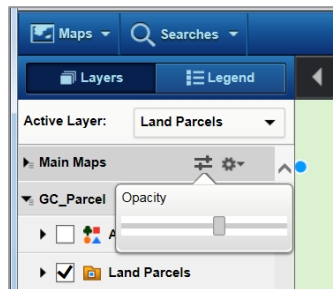 Maps Searches
Layers Legend
Active Layer: Land Parcels
Main Maps
GC_Parcel
Opacity
A
Land Parcels